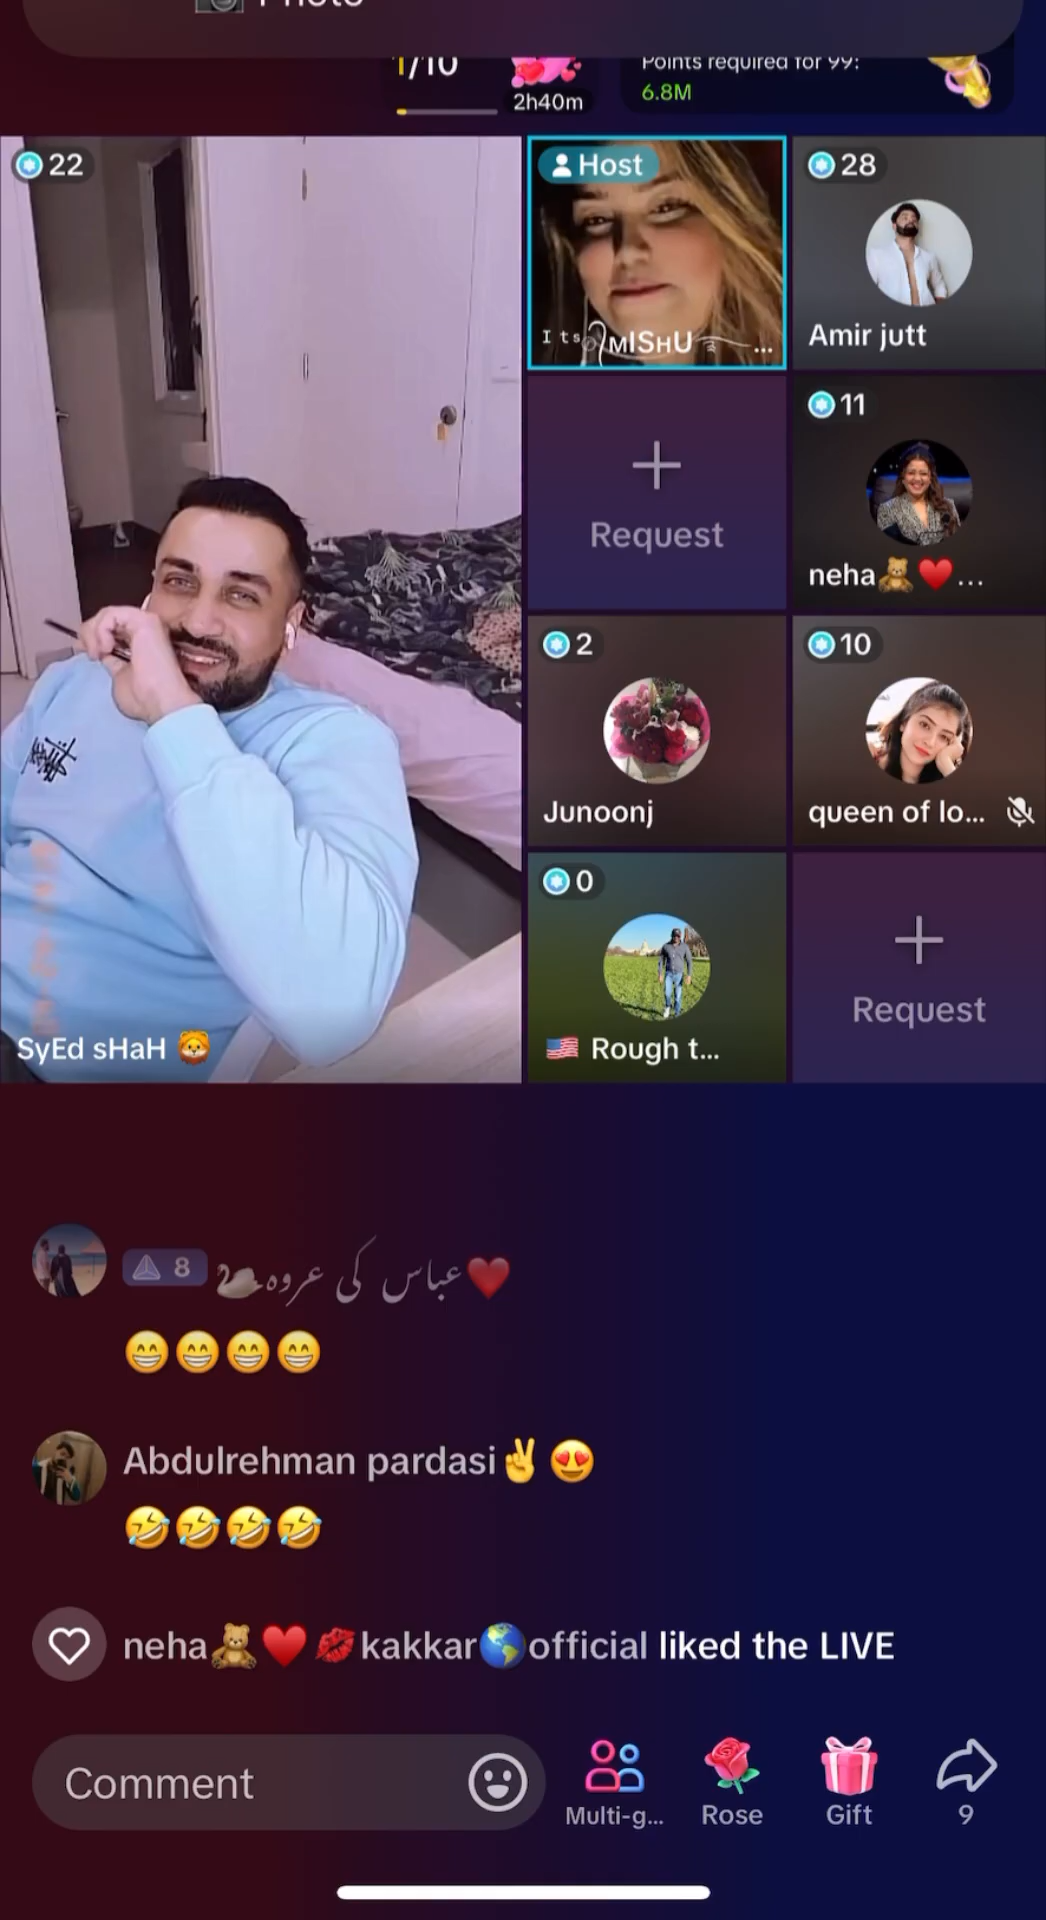 Photo
1/10
2h40m
Points required for 99:
6.8M
22
Host
28
Its MISHU ...
Amir jutt
Request
11
neha🧸❤️...
2
Junoonj
10
queen of lo...
0
🇺🇸 Rough t...
Request
SyEd sHaH 🦁
8 عباس کی عروہ🦢❤️
😁😁😁😁
Abdulrehman pardasi✌️😍
🤣🤣🤣🤣
neha🧸❤️💋kakkar🌎official liked the LIVE
Comment
Multi-g...
Rose
Gift
9